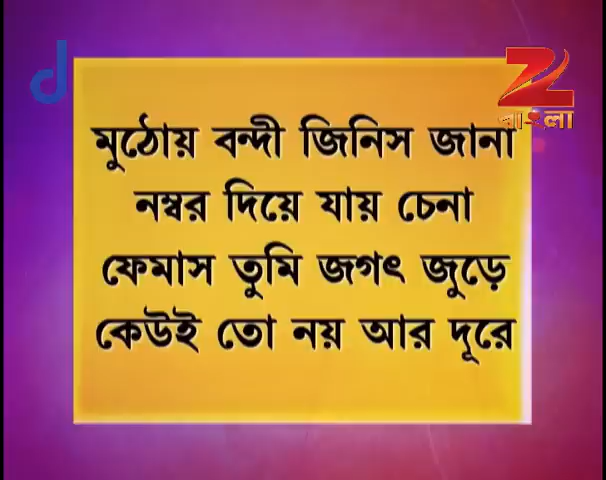 বাংলা
মুঠোয় বন্দী জিনিস জানা
নম্বর দিয়ে যায় চেনা
ফেমাস তুমি জগৎ জুড়ে
কেউই তো নয় আর দূরে